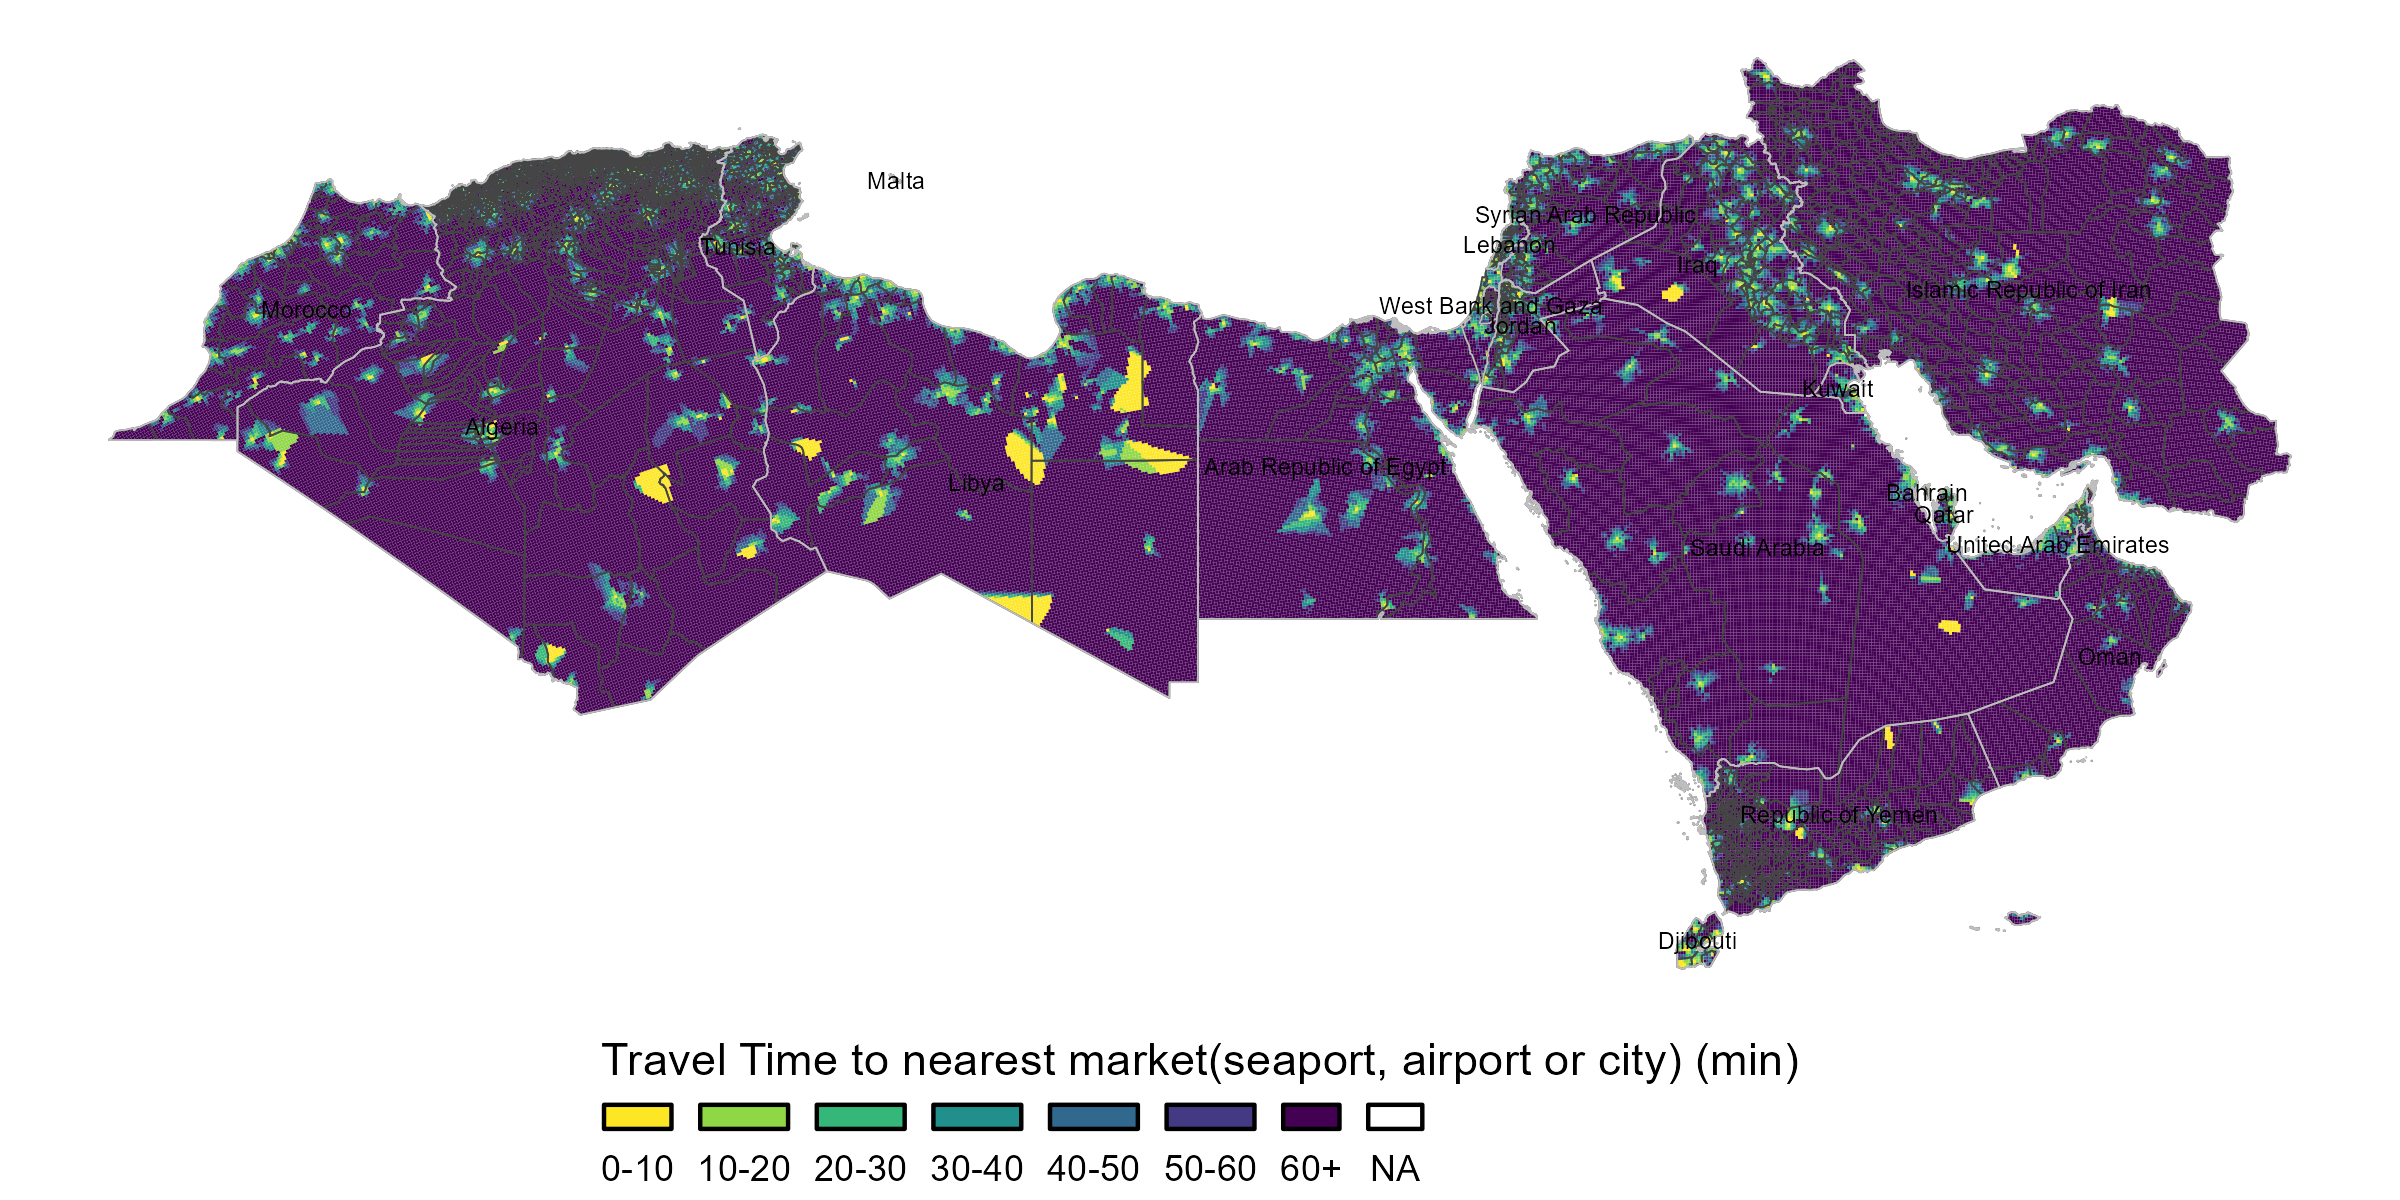 Malta
Syrian Arab Republic
Lebanon
Tunisia
Iraq
Islamic Republic of Iran
Morocco
West Bank and Gaza
Jordan
Kuwait
Algeria
Arab Republic of Egypt
Libya
Bahrain
Qatar
Saudi Arabia
United Arab Emirates
Oman
Republic of Yemen
Djibouti
Travel Time to nearest market(seaport, airport or city) (min)
0-10 10-20 20-30 30-40 40-50 50-60 60+ NA